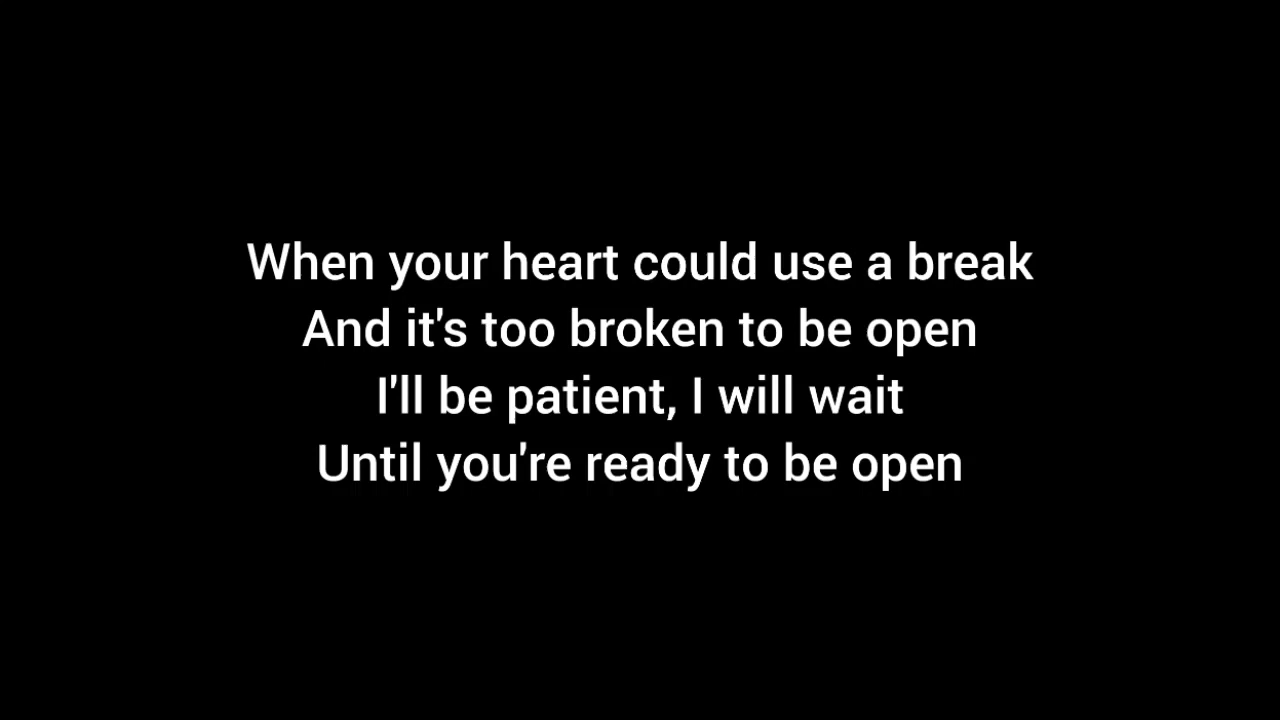 When your heart could use a break
And it's too broken to be open
I'll be patient, I will wait
Until you're ready to be open